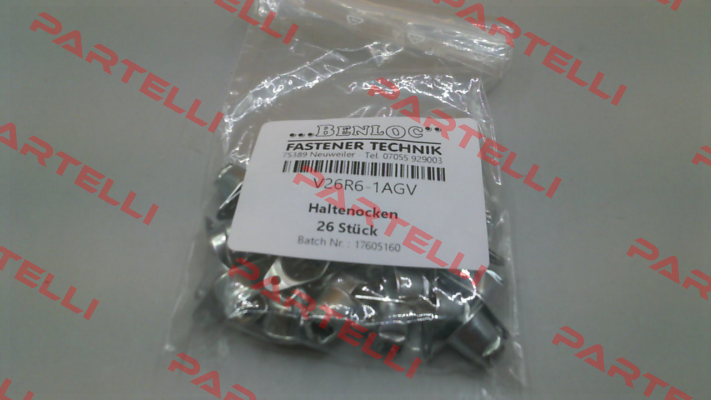 BENLOC
FASTENER TECHNIK
75389 Neuweiler Tel. 07055 929003
V26R6-1AGV
Haltenocken
26 Stück
Batch Nr.: 17605160
PARTELLI
PARTELLI
PARTELLI
PARTELLI
PARTELLI
PARTELLI
PARTELLI
PARTELLI